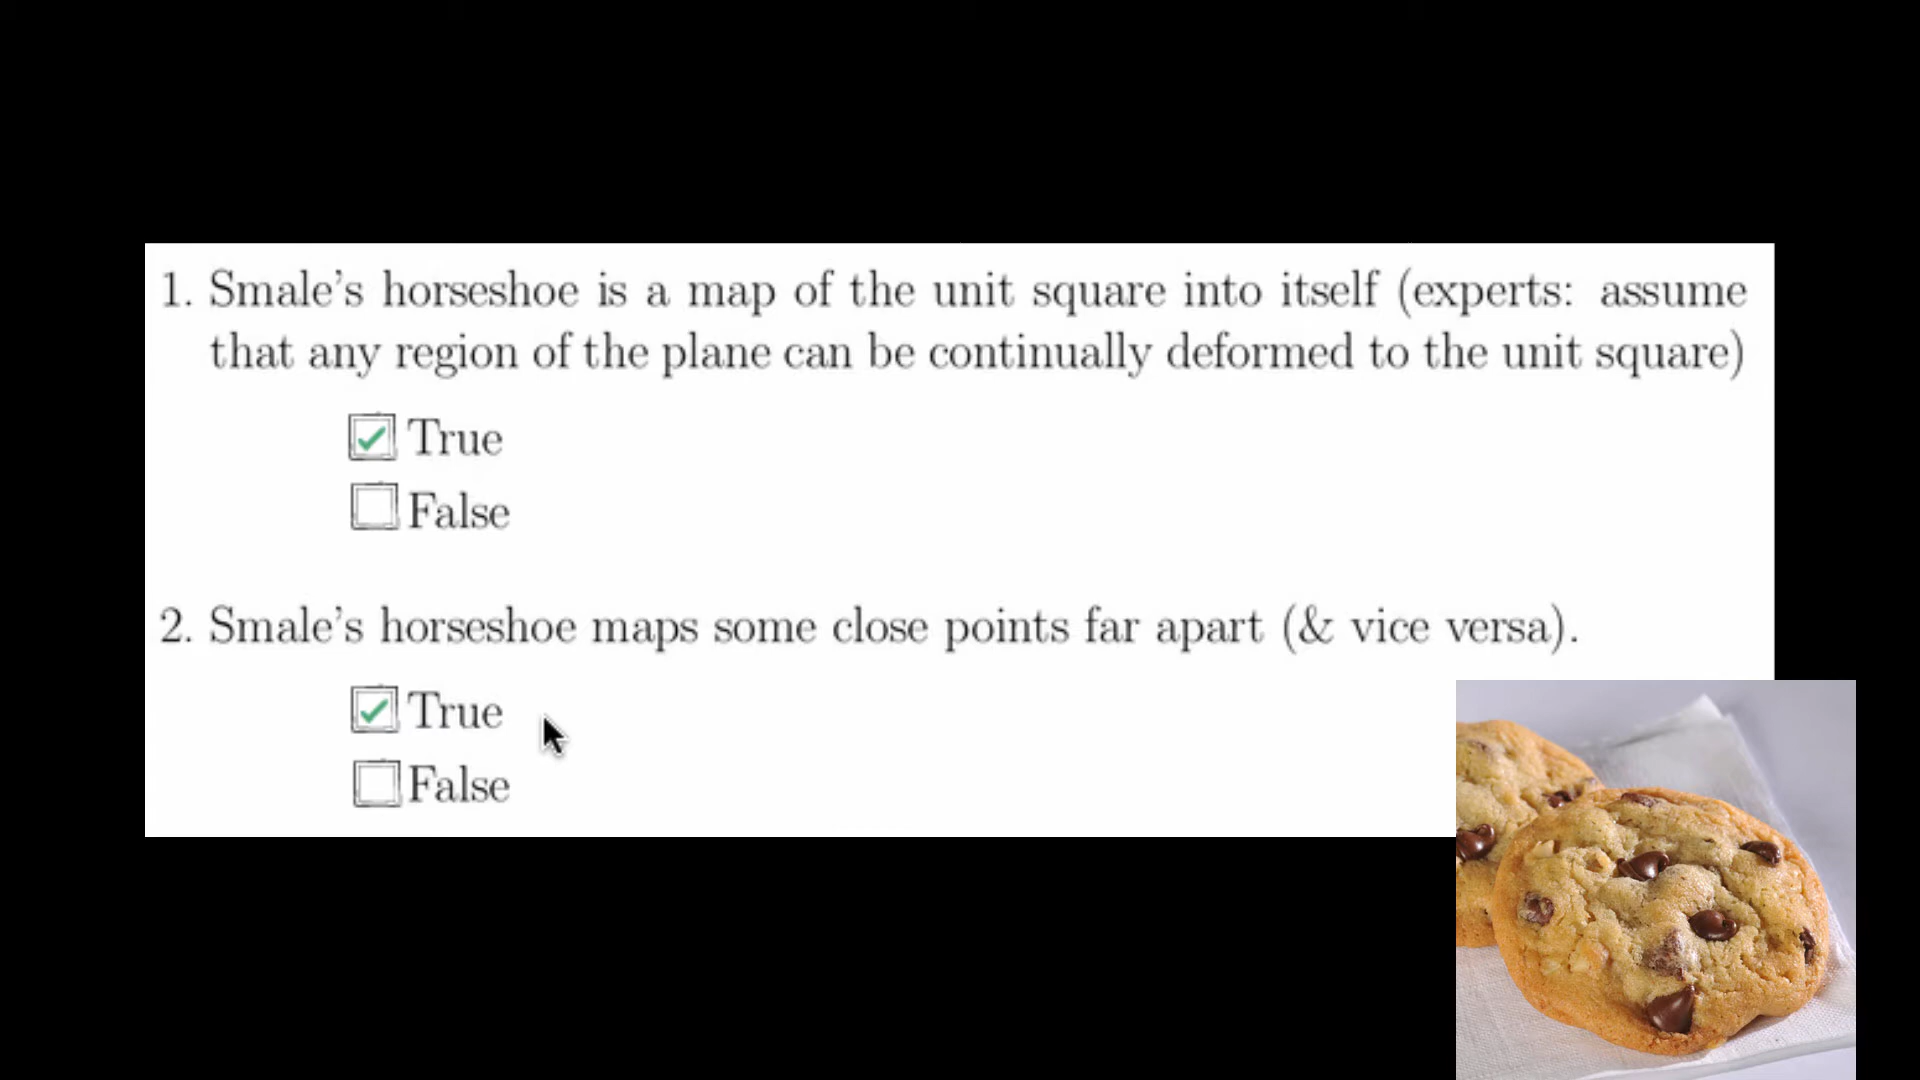 1. Smale's horseshoe is a map of the unit square into itself (experts: assume
that any region of the plane can be continually deformed to the unit square)
True
False
2. Smale's horseshoe maps some close points far apart (& vice versa).
True
False